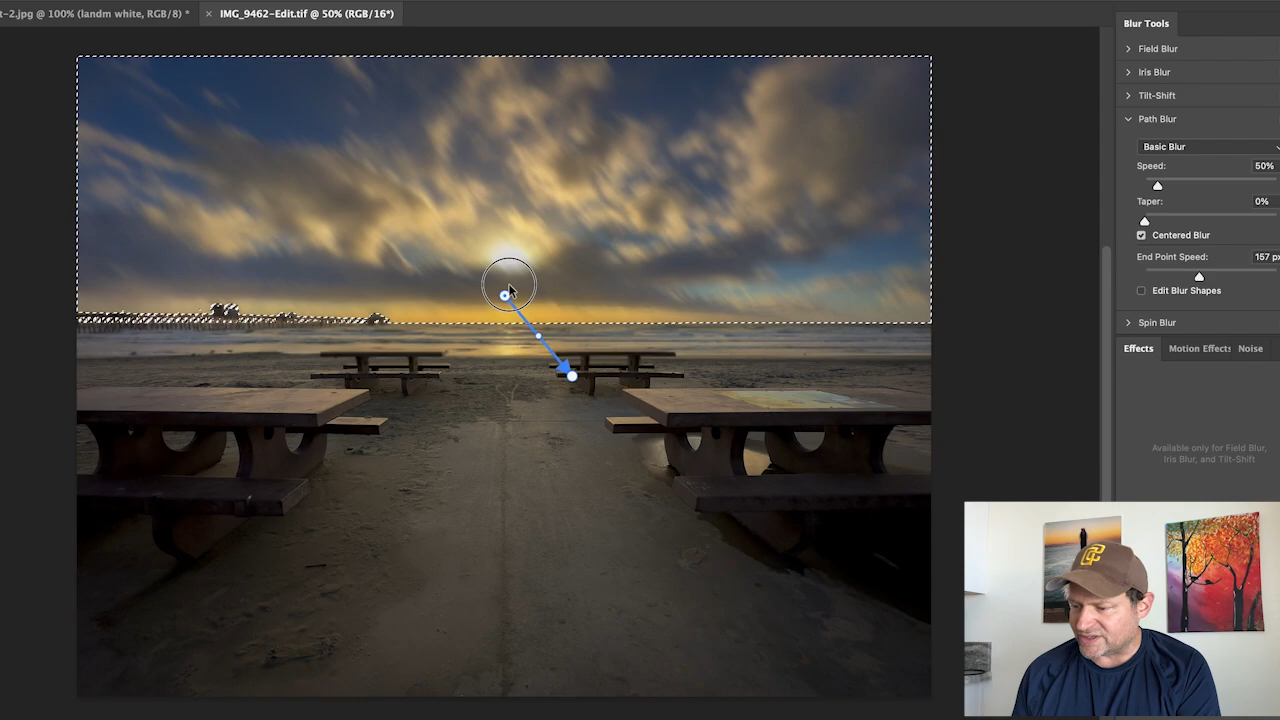 t-2.jpg @ 100% (landm white, RGB/8) *
× IMG_9462-Edit.tif @ 50% (RGB/16*)
Blur Tools
Field Blur
Iris Blur
Tilt-Shift
Path Blur
Basic Blur
Speed: 50%
Taper: 0%
Centered Blur
End Point Speed: 157 px
Edit Blur Shapes
Spin Blur
Effects Motion Effects Noise
Available only for Field Blur,
Iris Blur, and Tilt-Shift